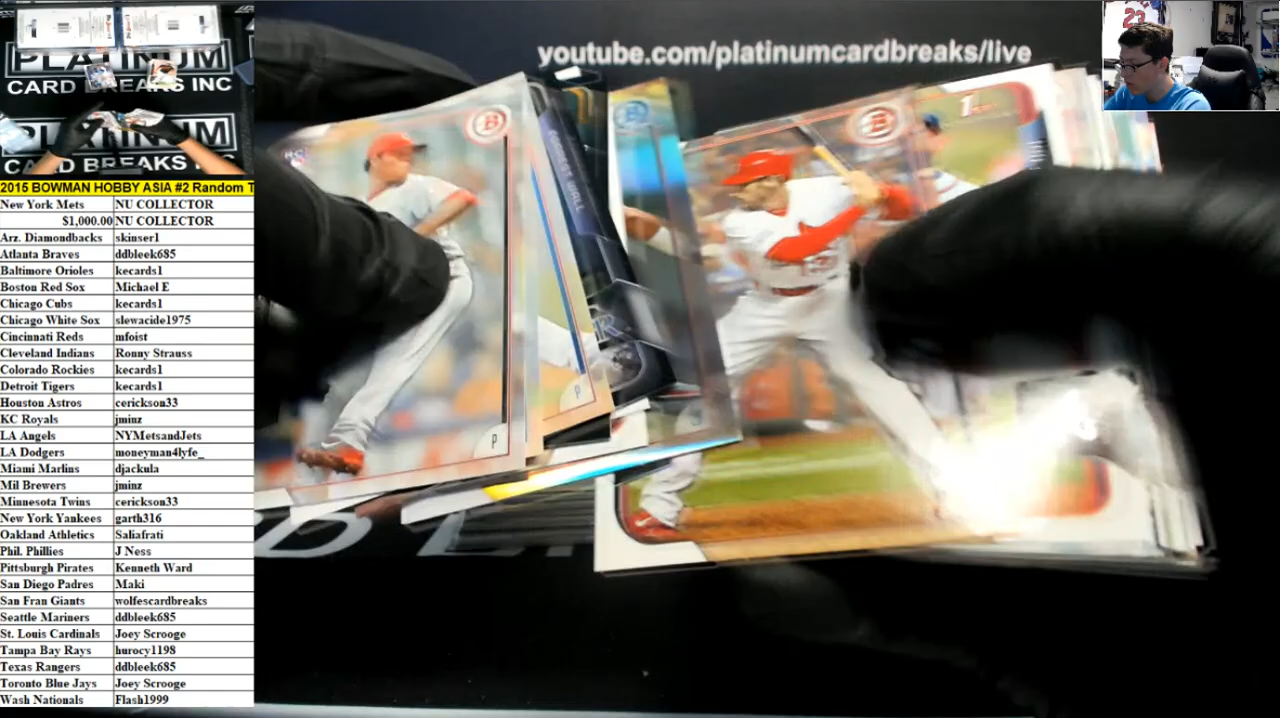 PLATINUM
CARD BREAKS INC
PLATINUM
CARD BREAKS INC
youtube.com/platinumcardbreaks/live
23
B
1st
P
P
2015 BOWMAN HOBBY ASIA #2 Random T
New York Mets NU COLLECTOR
$1,000.00 NU COLLECTOR
Arz. Diamondbacks skinser1
Atlanta Braves ddbleek685
Baltimore Orioles kecards1
Boston Red Sox Michael E
Chicago Cubs kecards1
Chicago White Sox slewacide1975
Cincinnati Reds mfoist
Cleveland Indians Ronny Strauss
Colorado Rockies kecards1
Detroit Tigers kecards1
Houston Astros cerickson33
KC Royals jminz
LA Angels NYMetsandJets
LA Dodgers moneyman4lyfe_
Miami Marlins djackula
Mil Brewers jminz
Minnesota Twins cerickson33
New York Yankees garth316
Oakland Athletics Saliafrati
Phil. Phillies J Ness
Pittsburgh Pirates Kenneth Ward
San Diego Padres Maki
San Fran Giants wolfescardbreaks
Seattle Mariners ddbleek685
St. Louis Cardinals Joey Scrooge
Tampa Bay Rays hurocy1198
Texas Rangers ddbleek685
Toronto Blue Jays Joey Scrooge
Wash Nationals Flash1999